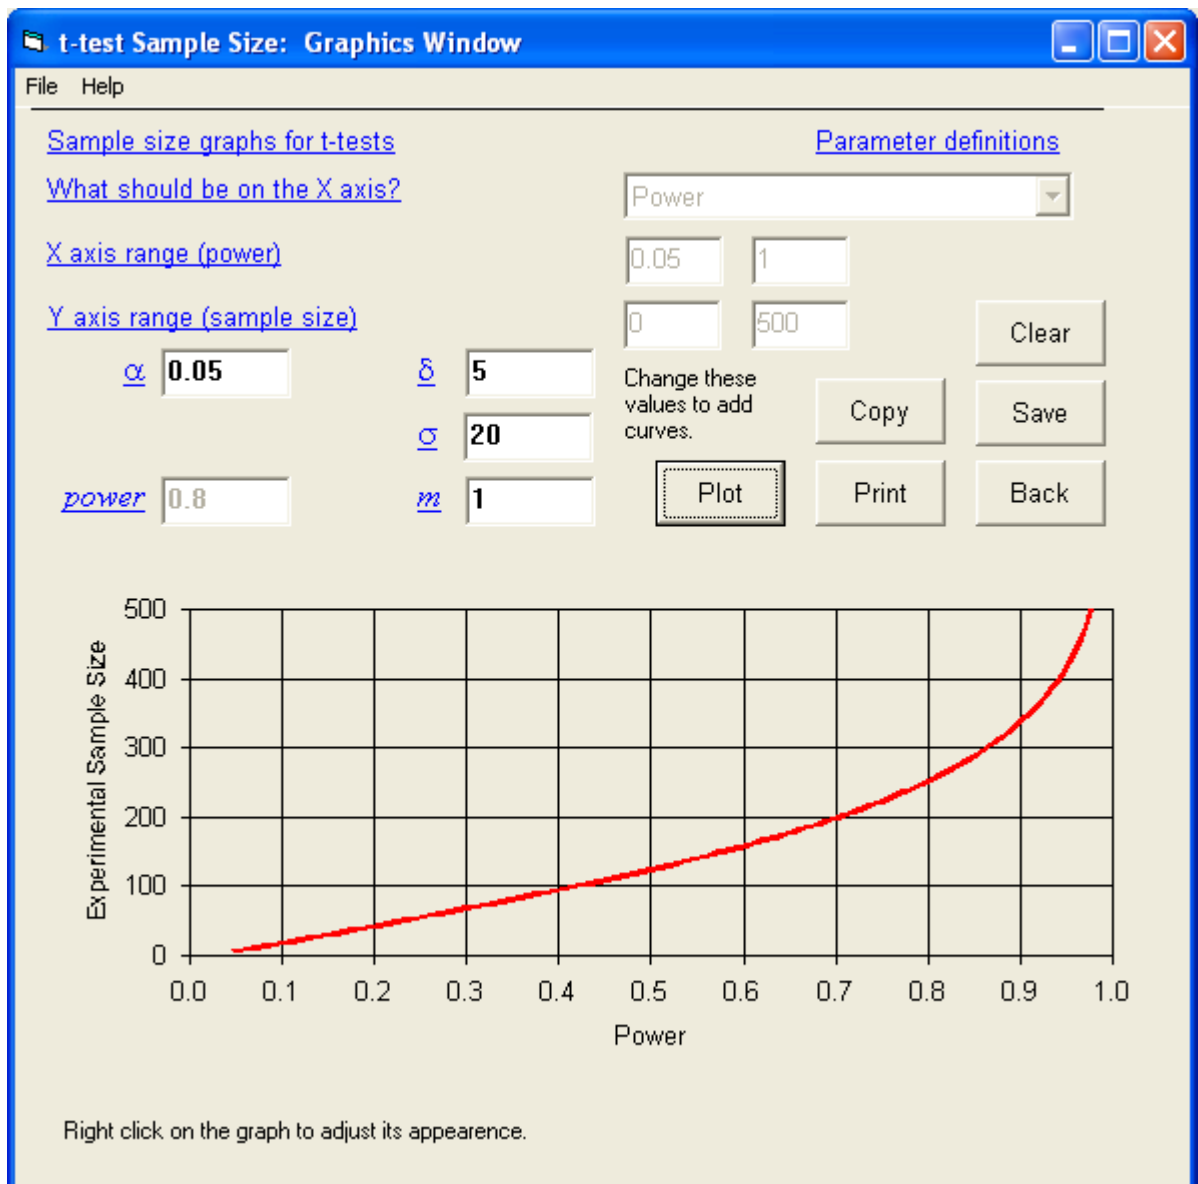 t-test Sample Size:  Graphics Window
File Help
Sample size graphs for t-tests Parameter definitions
What should be on the X axis? Power
X axis range (power) 0.05 1
Y axis range (sample size) 0 500 Clear
α 0.05 δ 5 Change these
values to add
curves.
σ 20 Copy Save
power 0.8 m 1 Plot Print Back
Experimental Sample Size
500
400
300
200
100
0
0.0 0.1 0.2 0.3 0.4 0.5 0.6 0.7 0.8 0.9 1.0
Power
Right click on the graph to adjust its appearence.